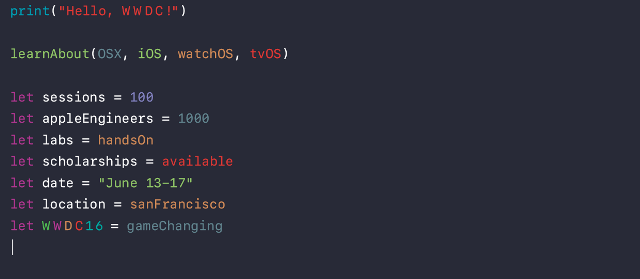 print("Hello, WWDC!")
learnAbout(OSX, iOS, watchOS, tvOS)
let sessions = 100
let appleEngineers = 1000
let labs = handsOn
let scholarships = available
let date = "June 13-17"
let location = sanFrancisco
let WWDC16 = gameChanging